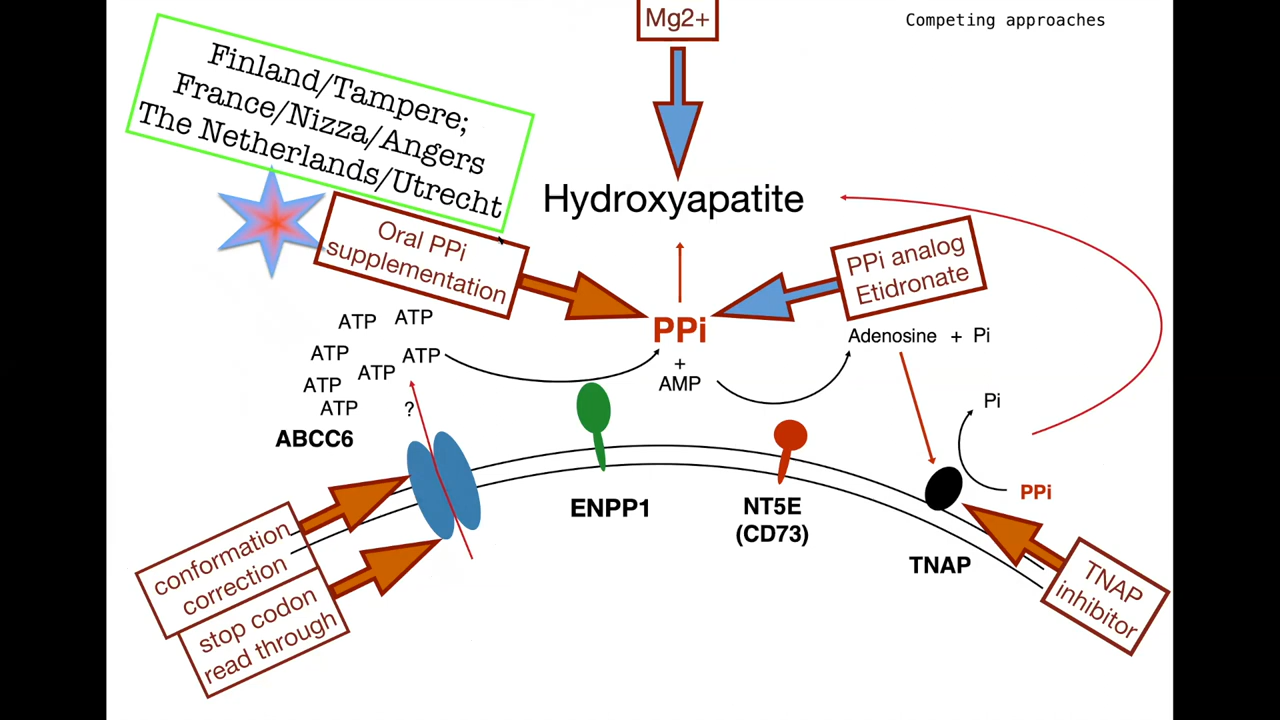 Mg2+
Competing approaches
Finland/Tampere;
France/Nizza/Angers
The Netherlands/Utrecht
Hydroxyapatite
Oral PPi
supplementation
PPi analog
Etidronate
PPi
+
AMP
Adenosine + Pi
ATP
ATP
ATP
ATP
ATP
ATP
ATP
?
ABCC6
Pi
PPi
ENPP1
NT5E
(CD73)
TNAP
conformation
correction
stop codon
read through
TNAP
inhibitor